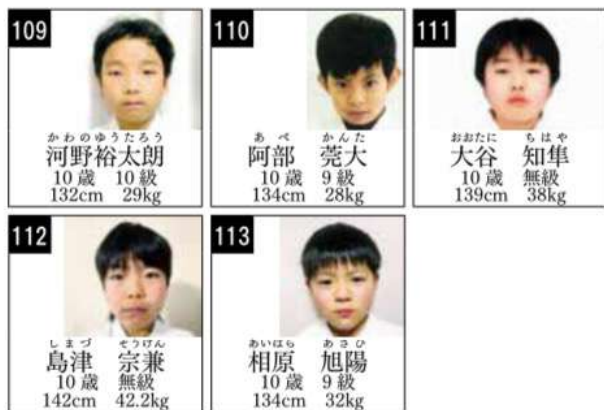 109
かわのゆうたろう
河野裕太朗
10歳 10級
132cm 29kg
110
あべ かんた
阿部 莞大
10歳 9級
134cm 28kg
111
おおたに ちはや
大谷 知隼
10歳 無級
139cm 38kg
112
しまづ そうけん
島津 宗兼
10歳 無級
142cm 42.2kg
113
あいはら あさひ
相原 旭陽
10歳 9級
134cm 32kg